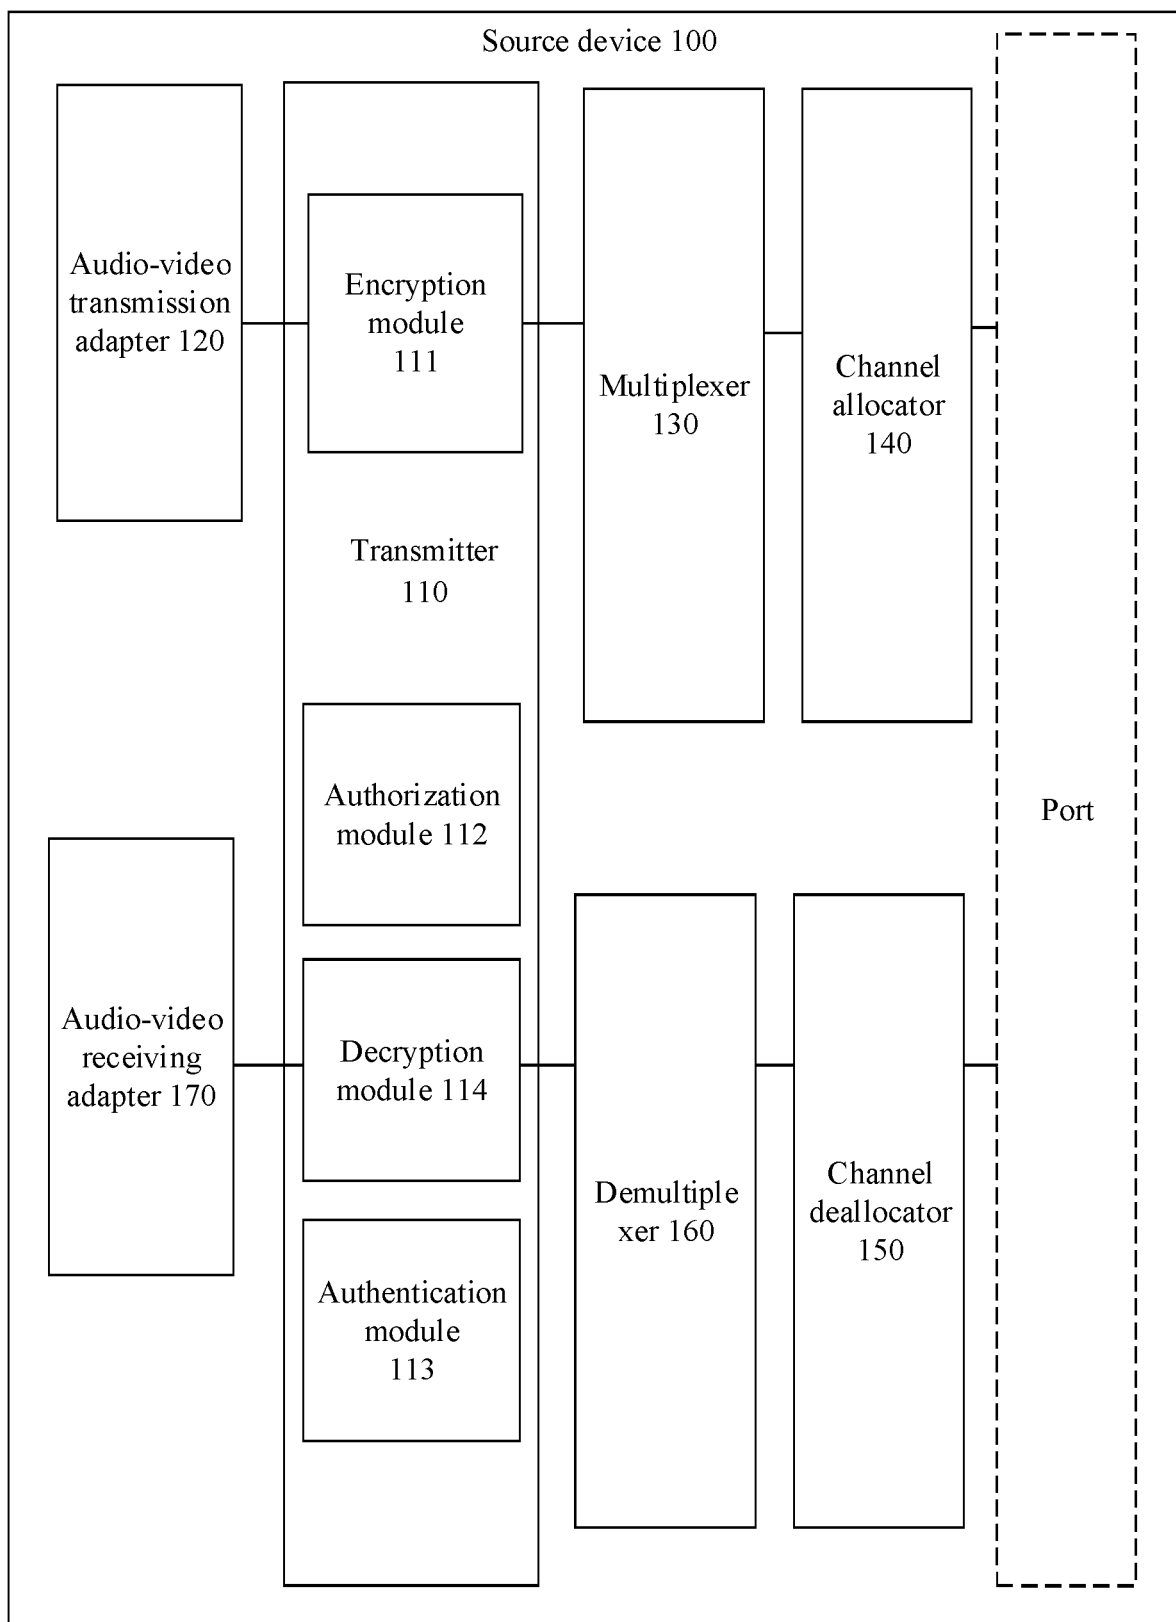 Source device 100
Audio-video
transmission
adapter 120
Encryption
module
111
Multiplexer
130
Channel
allocator
140
Transmitter
110
Authorization
module 112
Port
Audio-video
receiving
adapter 170
Decryption
module 114
Demultiple
xer 160
Channel
deallocator
150
Authentication
module
113